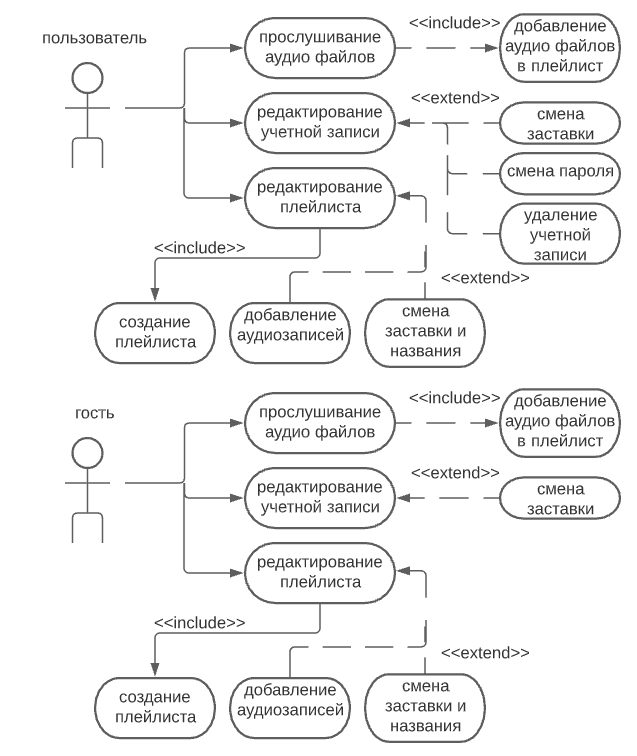 пользователь
прослушивание
аудио файлов
<<include>>
добавление
аудио файлов
в плейлист
редактирование
учетной записи
<<extend>>
смена
заставки
смена пароля
удаление
учетной
записи
редактирование
плейлиста
<<include>>
<<extend>>
создание
плейлиста
добавление
аудиозаписей
смена
заставки и
названия
гость
прослушивание
аудио файлов
<<include>>
добавление
аудио файлов
в плейлист
редактирование
учетной записи
<<extend>>
смена
заставки
редактирование
плейлиста
<<include>>
<<extend>>
создание
плейлиста
добавление
аудиозаписей
смена
заставки и
названия